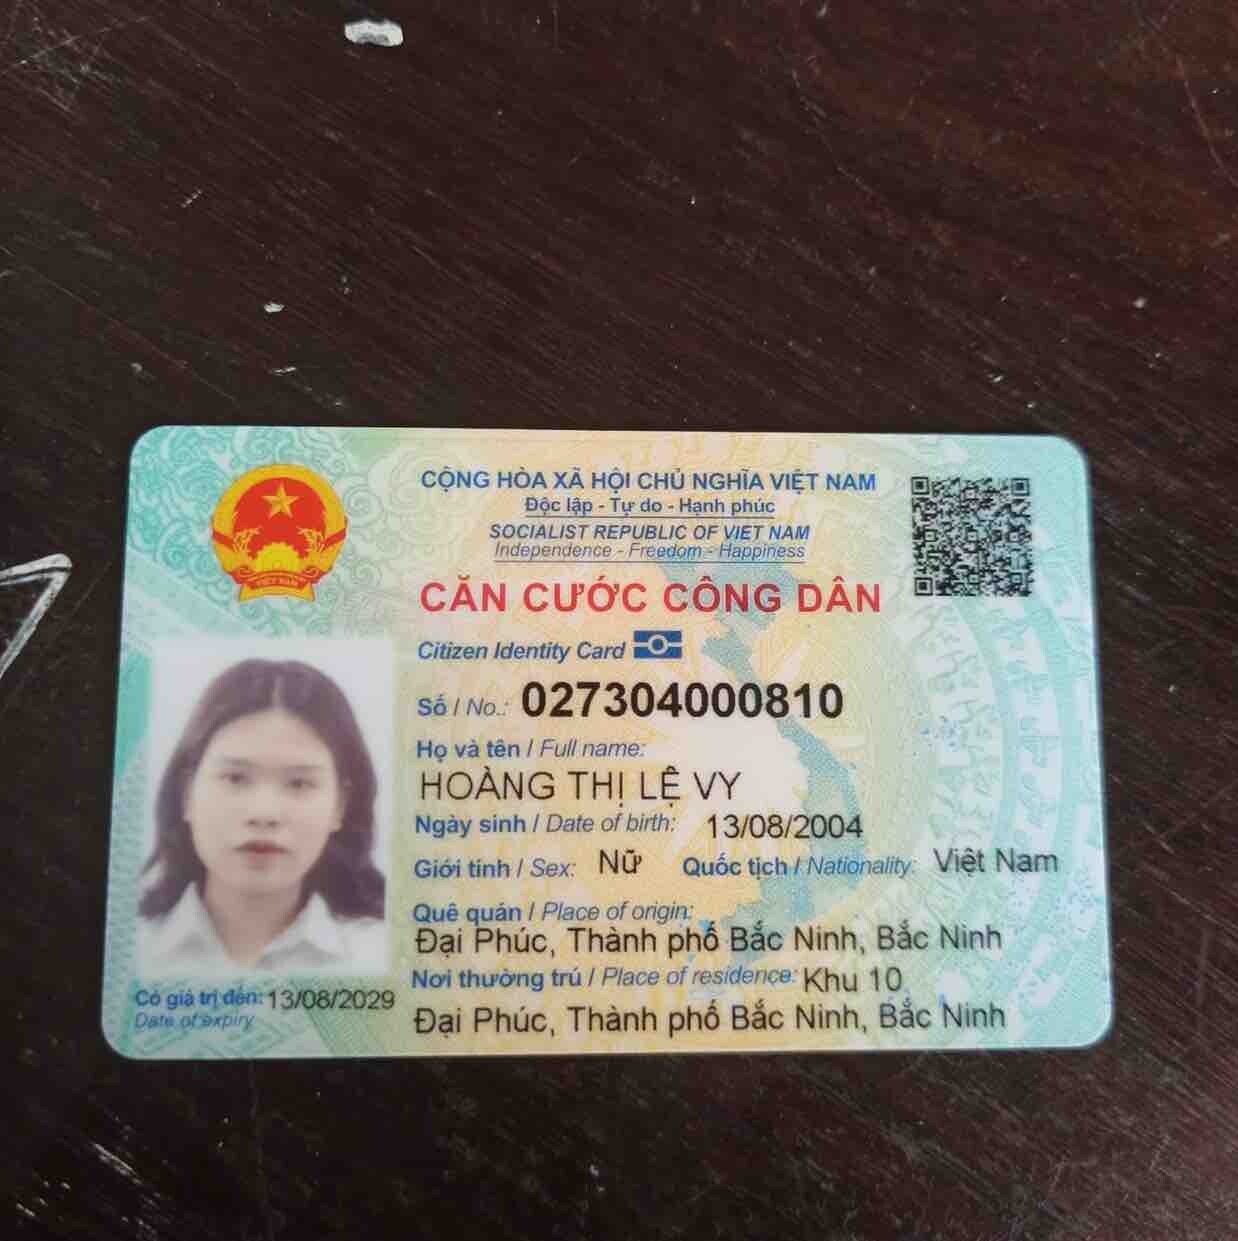 CỘNG HÒA XÃ HỘI CHỦ NGHĨA VIỆT NAM
Độc lập - Tự do - Hạnh phúc
SOCIALIST REPUBLIC OF VIET NAM
Independence - Freedom - Happiness
CĂN CƯỚC CÔNG DÂN
Citizen Identity Card
VIỆT NAM
Số / No.: 027304000810
Họ và tên / Full name:
HOÀNG THỊ LỆ VY
Ngày sinh / Date of birth: 13/08/2004
Giới tính / Sex: Nữ Quốc tịch / Nationality: Việt Nam
Quê quán / Place of origin:
Đại Phúc, Thành phố Bắc Ninh, Bắc Ninh
Nơi thường trú / Place of residence: Khu 10
Đại Phúc, Thành phố Bắc Ninh, Bắc Ninh
Có giá trị đến: 13/08/2029
Date of expiry